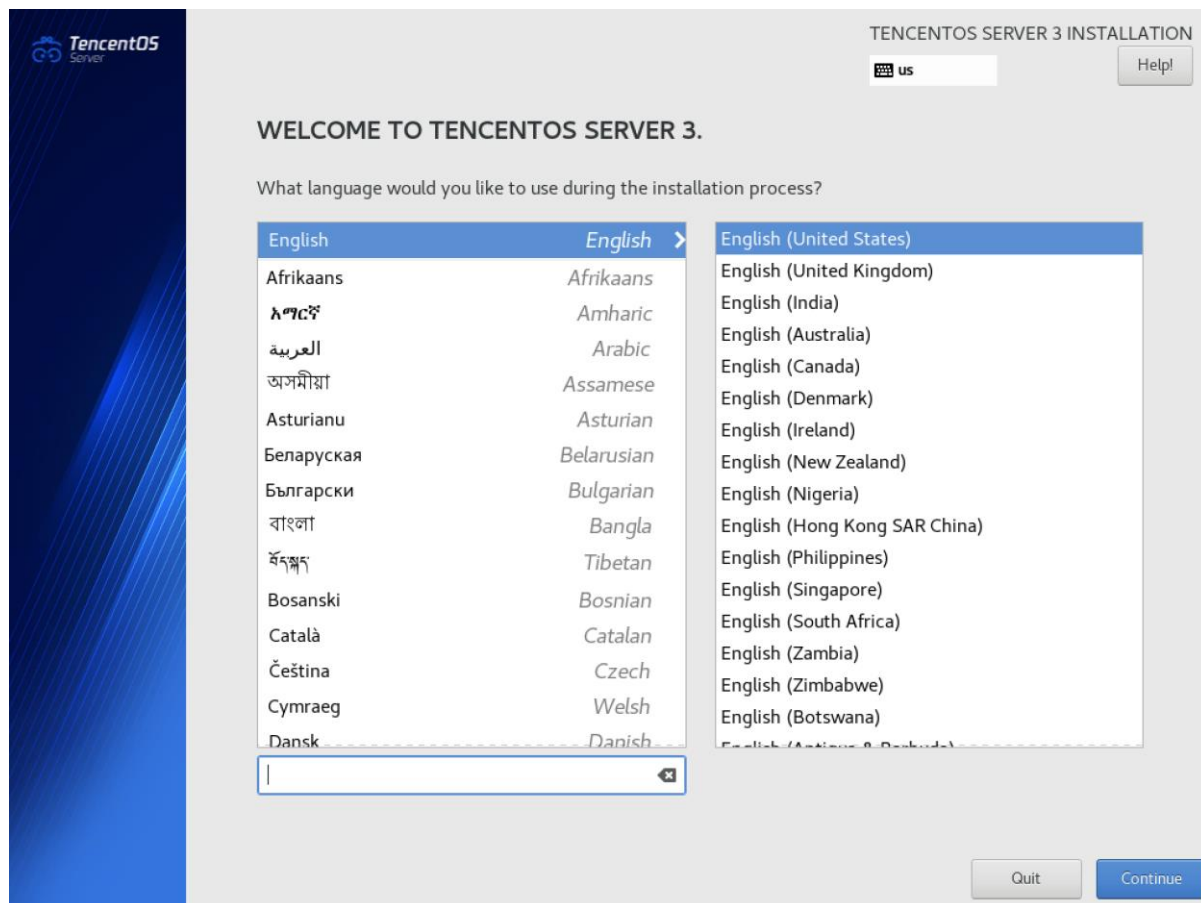 TencentOS
Server
TENCENTOS SERVER 3 INSTALLATION
us
Help!
WELCOME TO TENCENTOS SERVER 3.
What language would you like to use during the installation process?
English English
Afrikaans Afrikaans
አማርኛ Amharic
العربية Arabic
অসমীয়া Assamese
Asturianu Asturian
Беларуская Belarusian
Български Bulgarian
বাংলা Bangla
བོད་སྐད་ Tibetan
Bosanski Bosnian
Català Catalan
Čeština Czech
Cymraeg Welsh
Dansk Danish
English (United States)
English (United Kingdom)
English (India)
English (Australia)
English (Canada)
English (Denmark)
English (Ireland)
English (New Zealand)
English (Nigeria)
English (Hong Kong SAR China)
English (Philippines)
English (Singapore)
English (South Africa)
English (Zambia)
English (Zimbabwe)
English (Botswana)
English (Antigua & Barbuda)
Quit
Continue